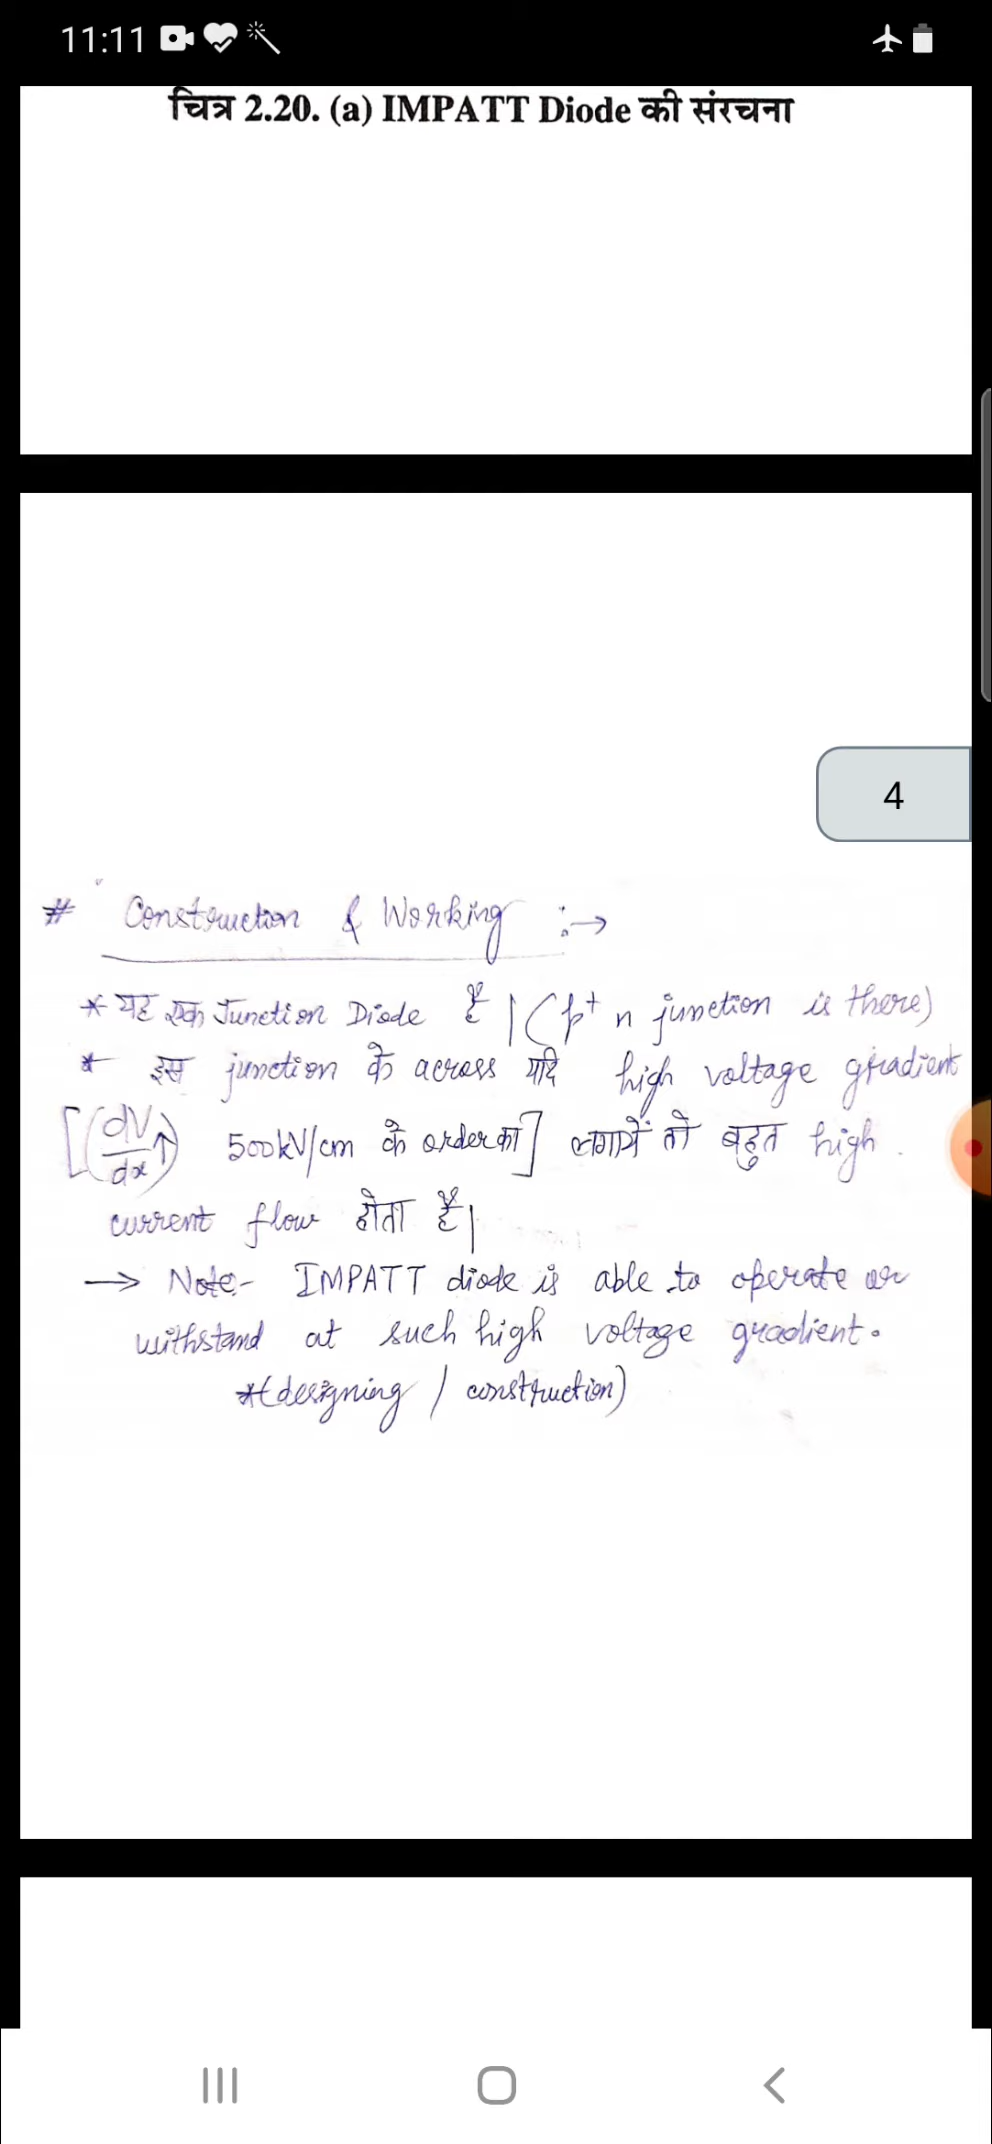 11:11
चित्र 2.20. (a) IMPATT Diode की संरचना
4
# Construction & Working :→
* यह एक Junction Diode है | (p⁺ n junction is there)
* इस junction के across यदि high voltage gradient
[(dV/dx ↑) 500kV/cm के order का] लगायें तो बहुत high
current flow होता है|
→ Note:- IMPATT diode is able to operate or
withstand at such high voltage gradient.
*(designing / construction)